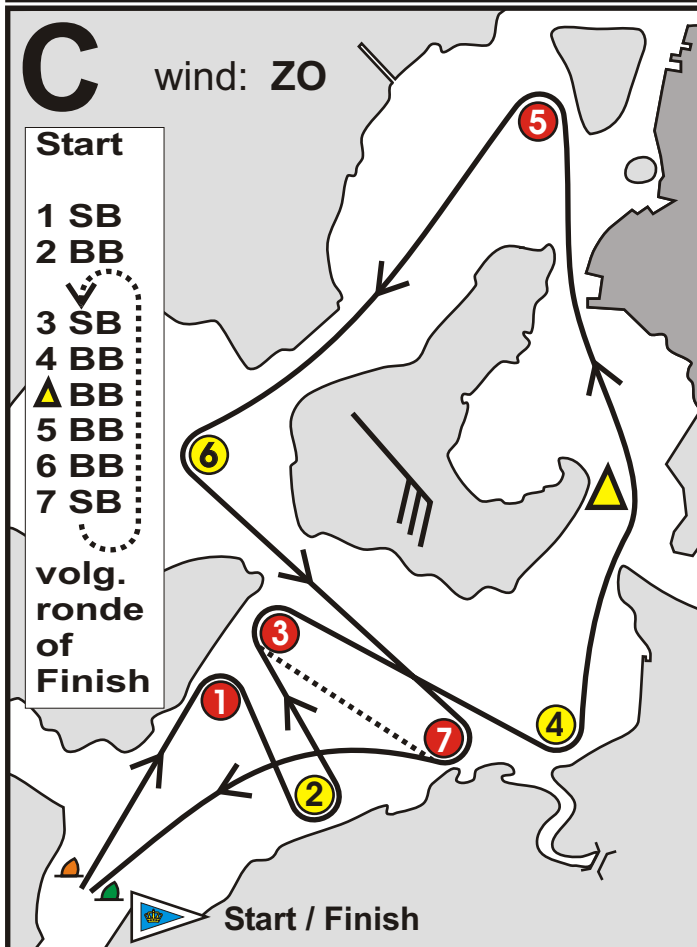 C
wind: ZO
Start
1 SB
2 BB
3 SB
4 BB
BB
5 BB
6 BB
7 SB
volg.
ronde
of
Finish
5
6
3
1
7
4
2
Start / Finish